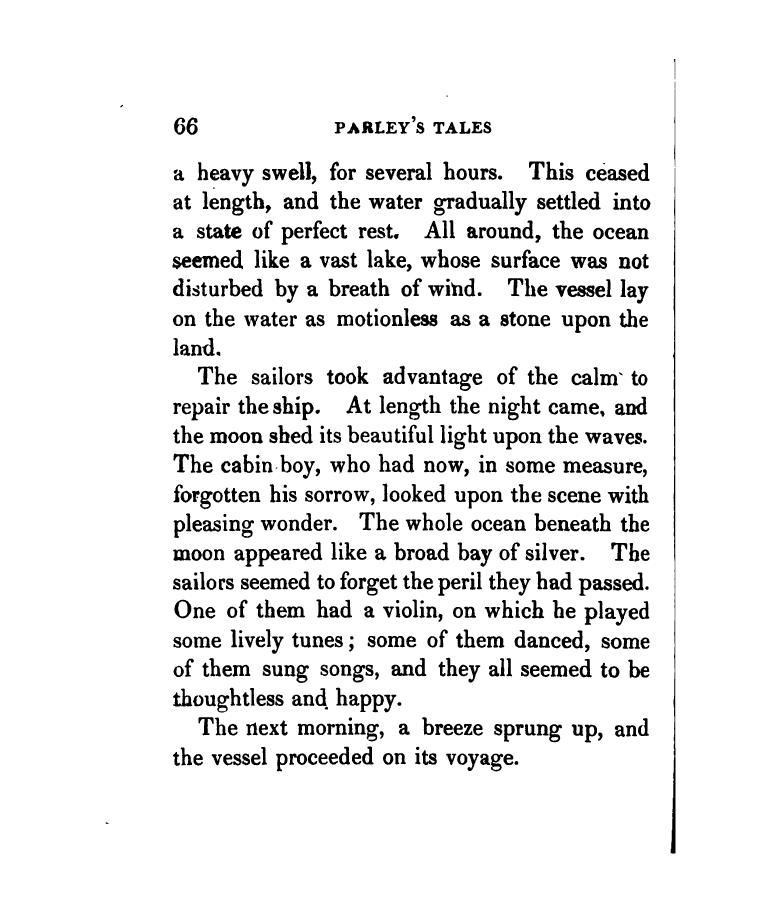 66 PARLEY'S TALES
a heavy swell, for several hours. This ceased
at length, and the water gradually settled into
a state of perfect rest. All around, the ocean
seemed like a vast lake, whose surface was not
disturbed by a breath of wind. The vessel lay
on the water as motionless as a stone upon the
land.
The sailors took advantage of the calm to
repair the ship. At length the night came, and
the moon shed its beautiful light upon the waves.
The cabin boy, who had now, in some measure,
forgotten his sorrow, looked upon the scene with
pleasing wonder. The whole ocean beneath the
moon appeared like a broad bay of silver. The
sailors seemed to forget the peril they had passed.
One of them had a violin, on which he played
some lively tunes; some of them danced, some
of them sung songs, and they all seemed to be
thoughtless and happy.
The next morning, a breeze sprung up, and
the vessel proceeded on its voyage.